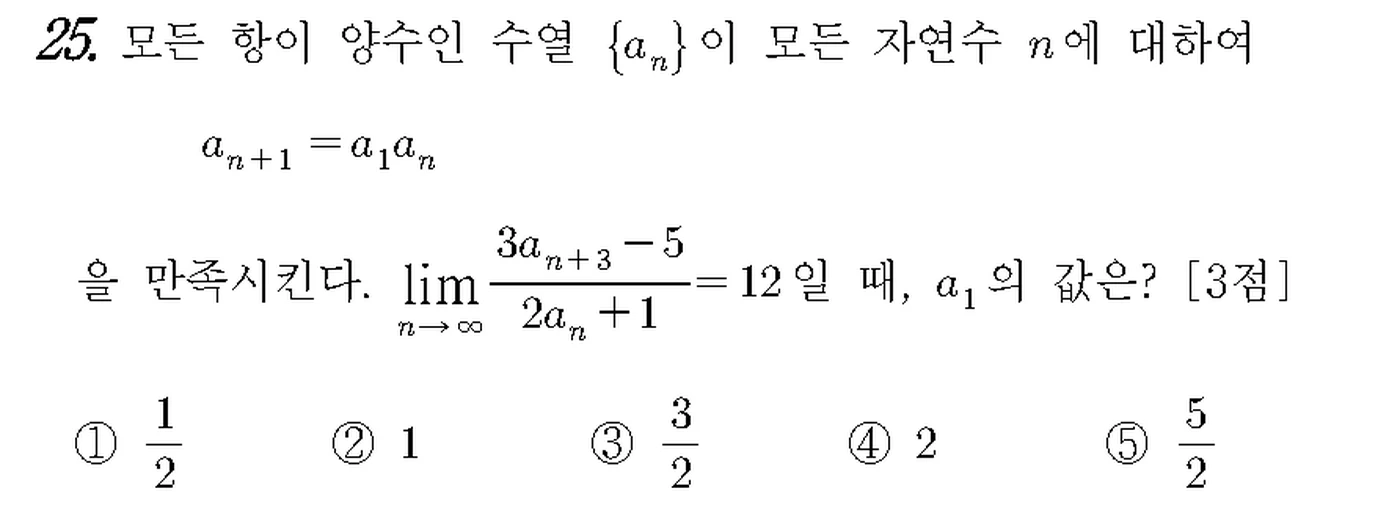 25. 모든 항이 양수인 수열 {aₙ}이 모든 자연수 n에 대하여
aₙ₊₁ = a₁aₙ
을 만족시킨다. lim_{n→∞} (3aₙ₊₃ − 5)/(2aₙ + 1) = 12일 때, a₁의 값은? [3점]
① 1/2 ② 1 ③ 3/2 ④ 2 ⑤ 5/2